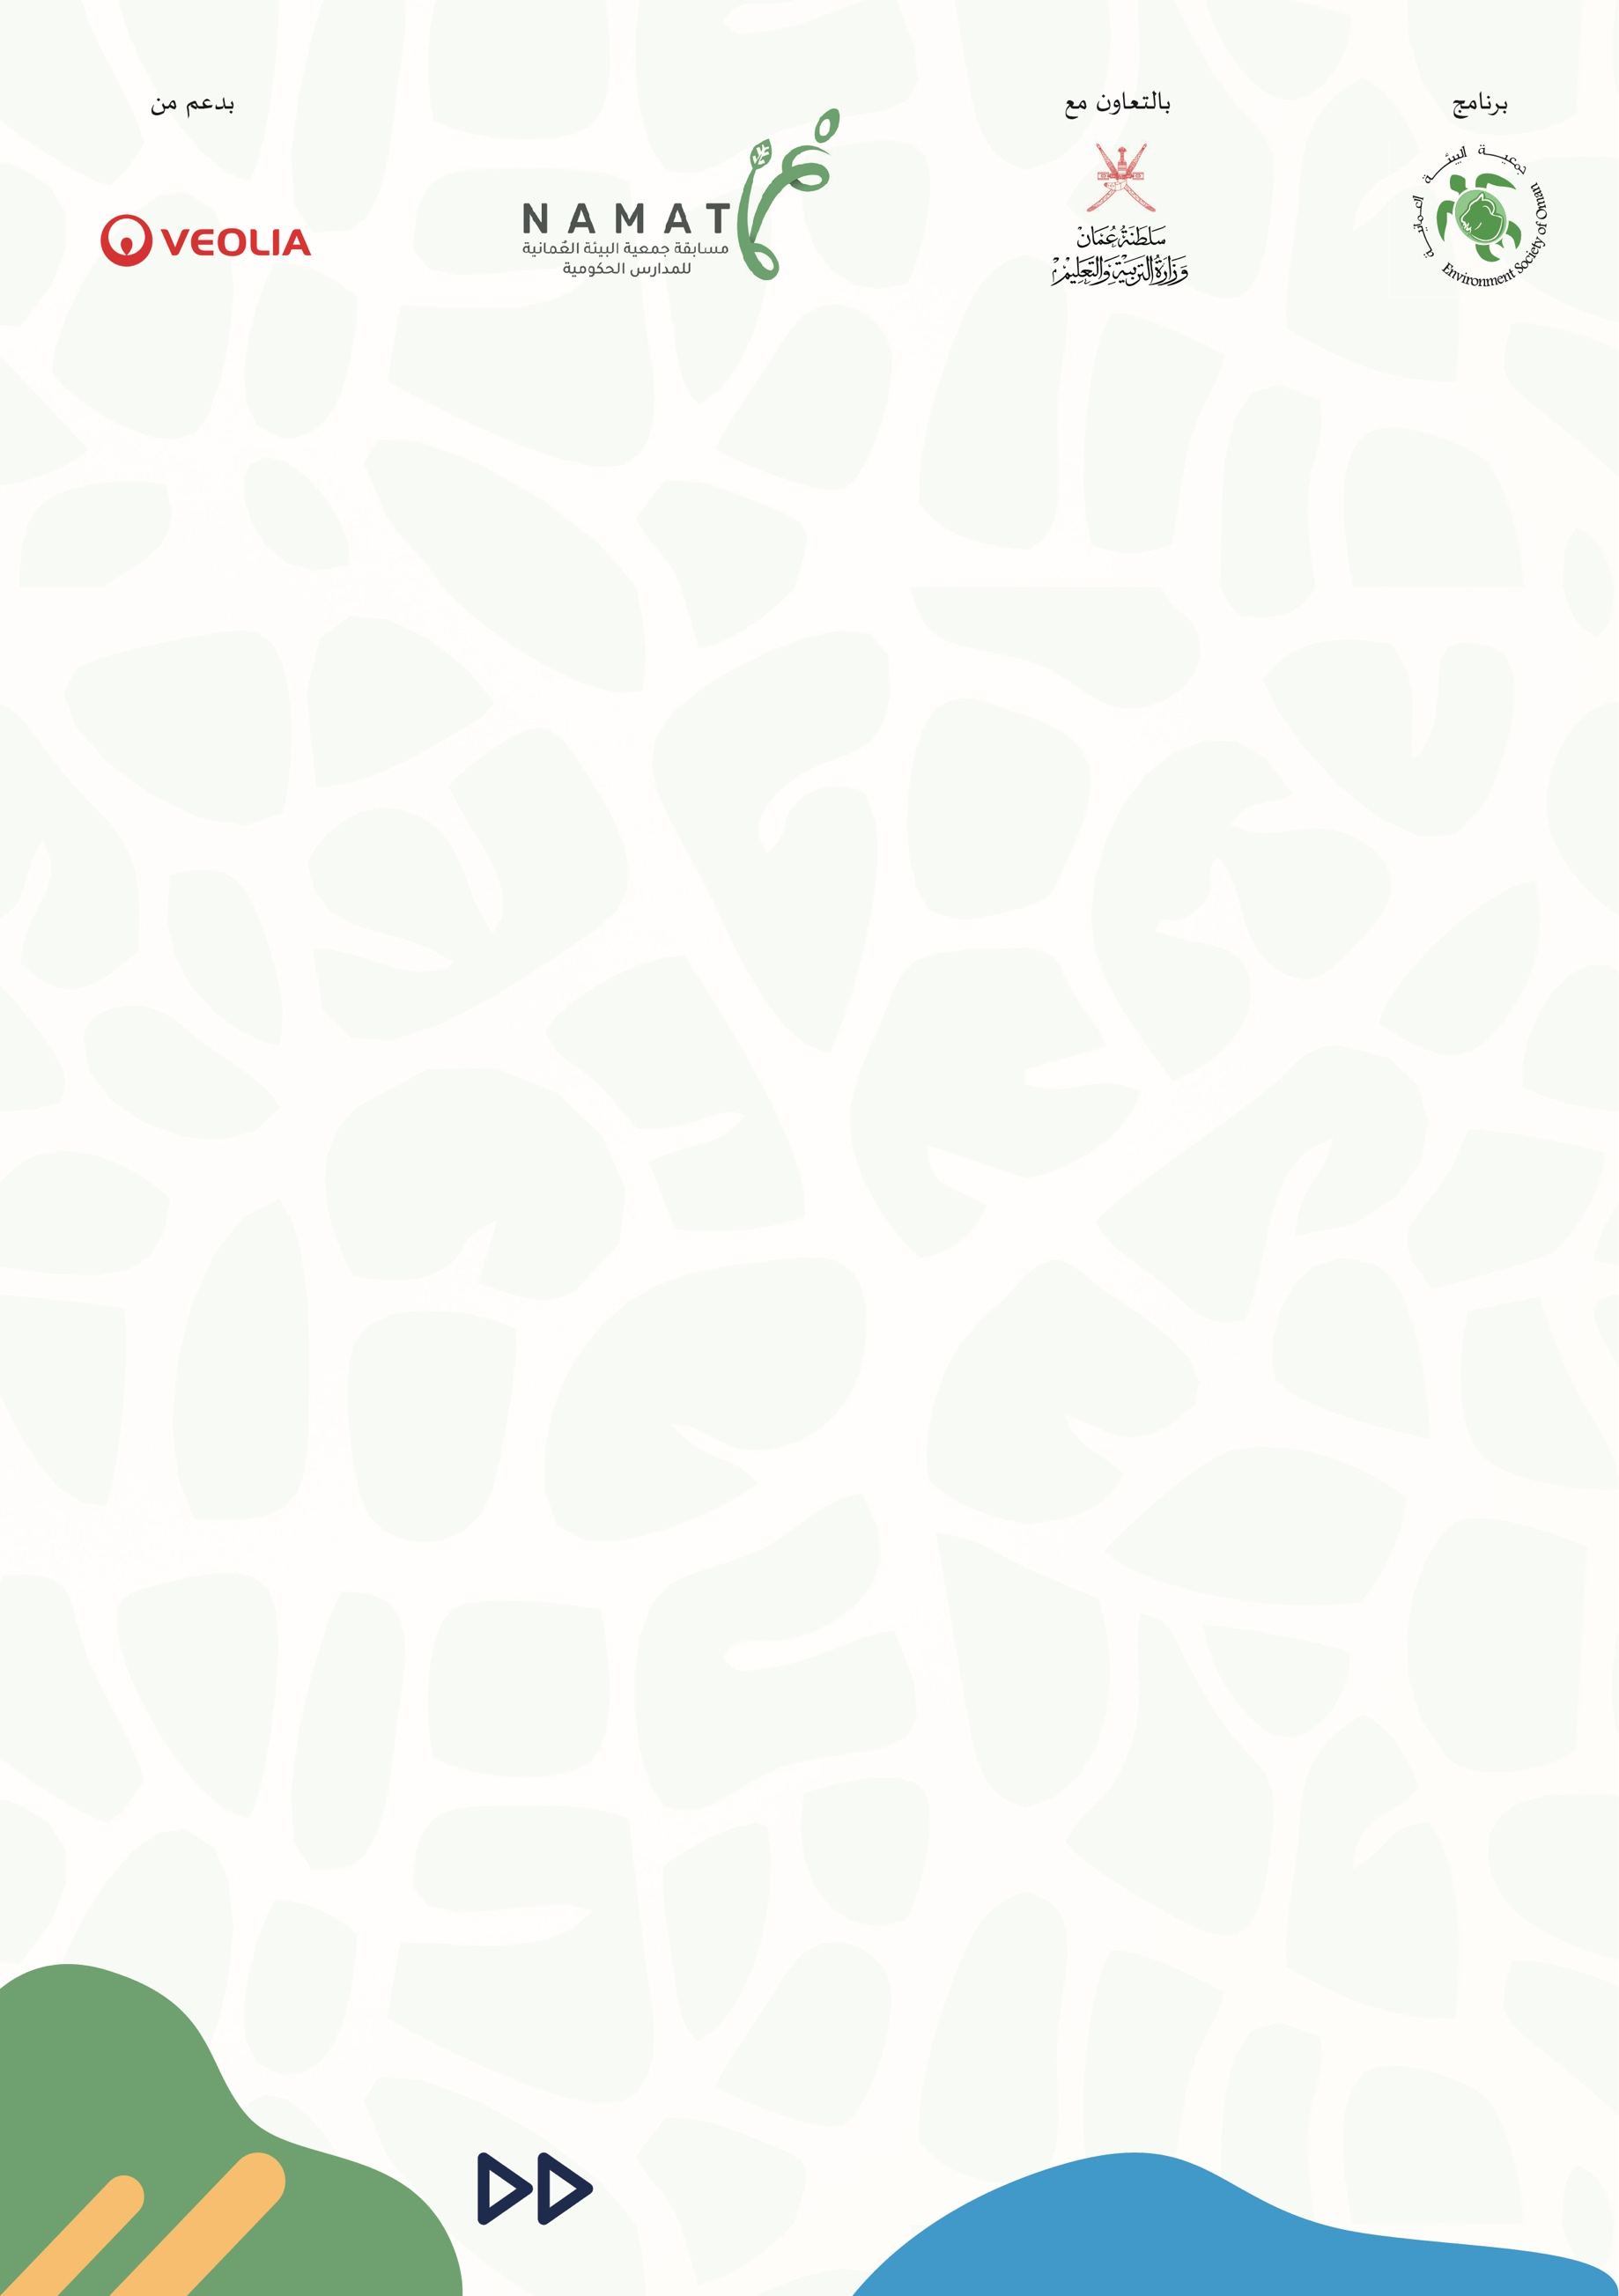 برنامج
جمعية البيئة العمانية
Environment Society of Oman
بالتعاون مع
سلطنة عُمان
وزارة التربية والتعليم
NAMAT
مسابقة جمعية البيئة العُمانية
للمدارس الحكومية
بدعم من
VEOLIA